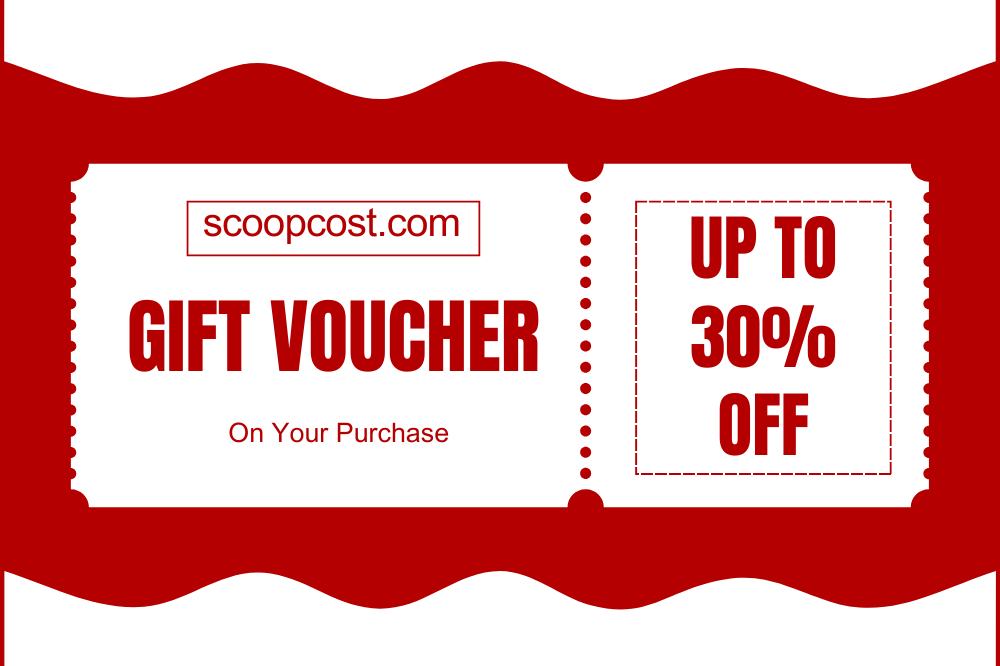 scoopcost.com
GIFT VOUCHER
On Your Purchase
UP TO
30%
OFF